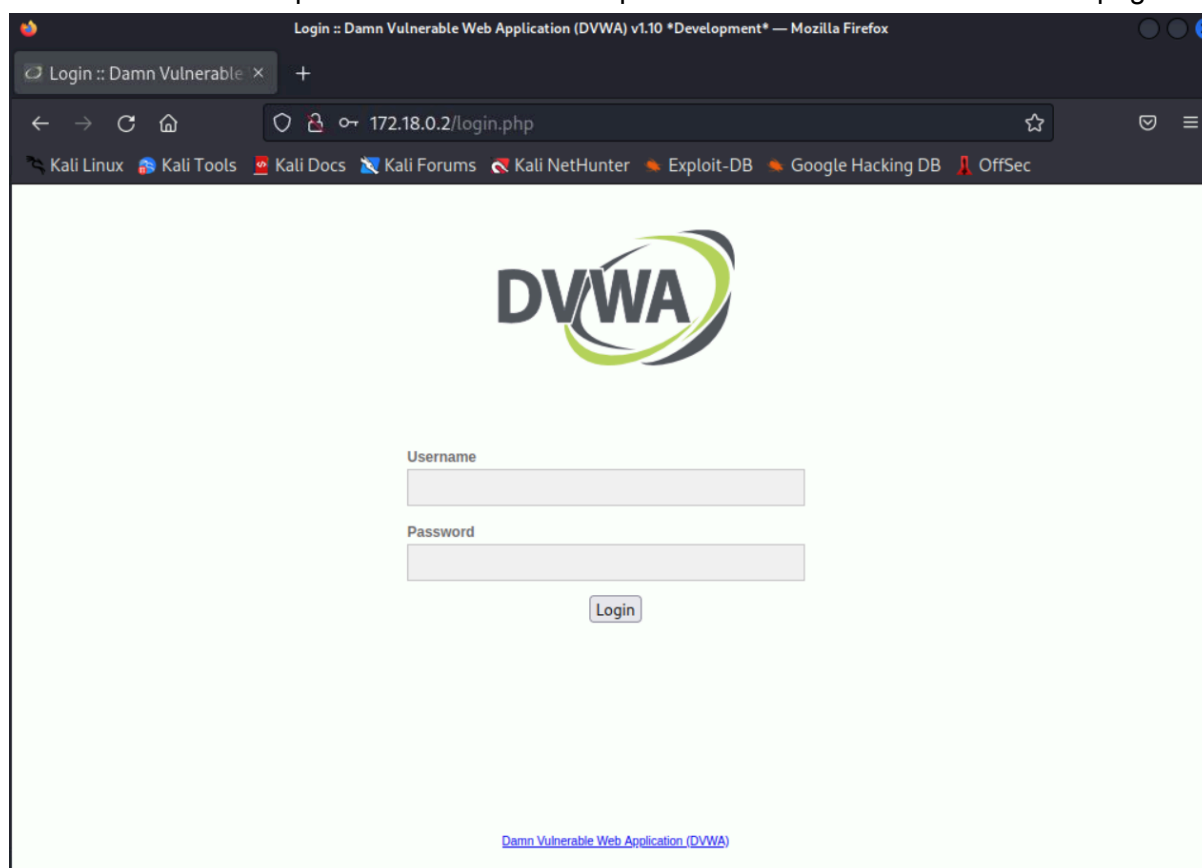 Login :: Damn Vulnerable Web Application (DVWA) v1.10 *Development* — Mozilla Firefox
Login :: Damn Vulnerable
172.18.0.2/login.php
Kali Linux Kali Tools Kali Docs Kali Forums Kali NetHunter Exploit-DB Google Hacking DB OffSec
DVWA
Username
Password
Login
Damn Vulnerable Web Application (DVWA)